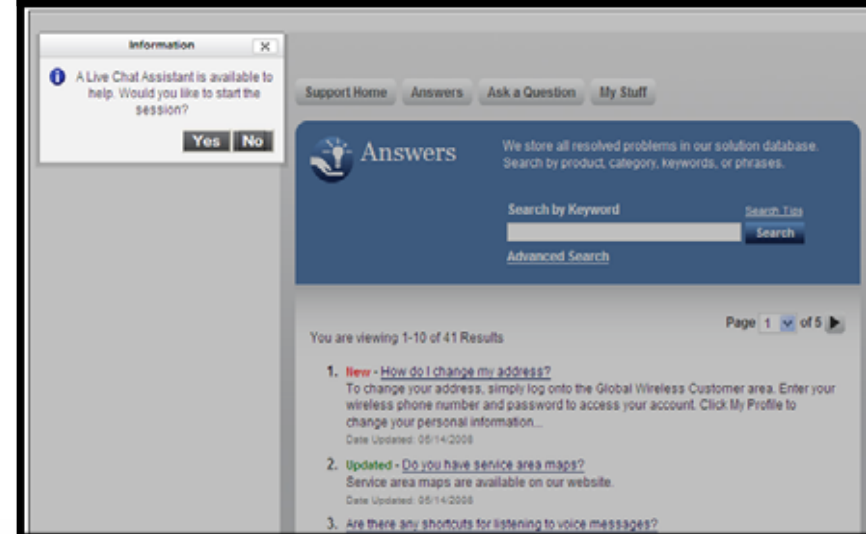 Information
A Live Chat Assistant is available to
help. Would you like to start the
session?
Yes No
Support Home Answers Ask a Question My Stuff
Answers
We store all resolved problems in our solution database.
Search by product, category, keywords, or phrases.
Search by Keyword Search Tips
Search
Advanced Search
Page 1 of 5
You are viewing 1-10 of 41 Results
1. New - How do I change my address?
To change your address, simply log onto the Global Wireless Customer area. Enter your
wireless phone number and password to access your account. Click My Profile to
change your personal information...
Date Updated: 05/14/2008
2. Updated - Do you have service area maps?
Service area maps are available on our website.
Date Updated: 05/14/2008
3. Are there any shortcuts for listening to voice messages?